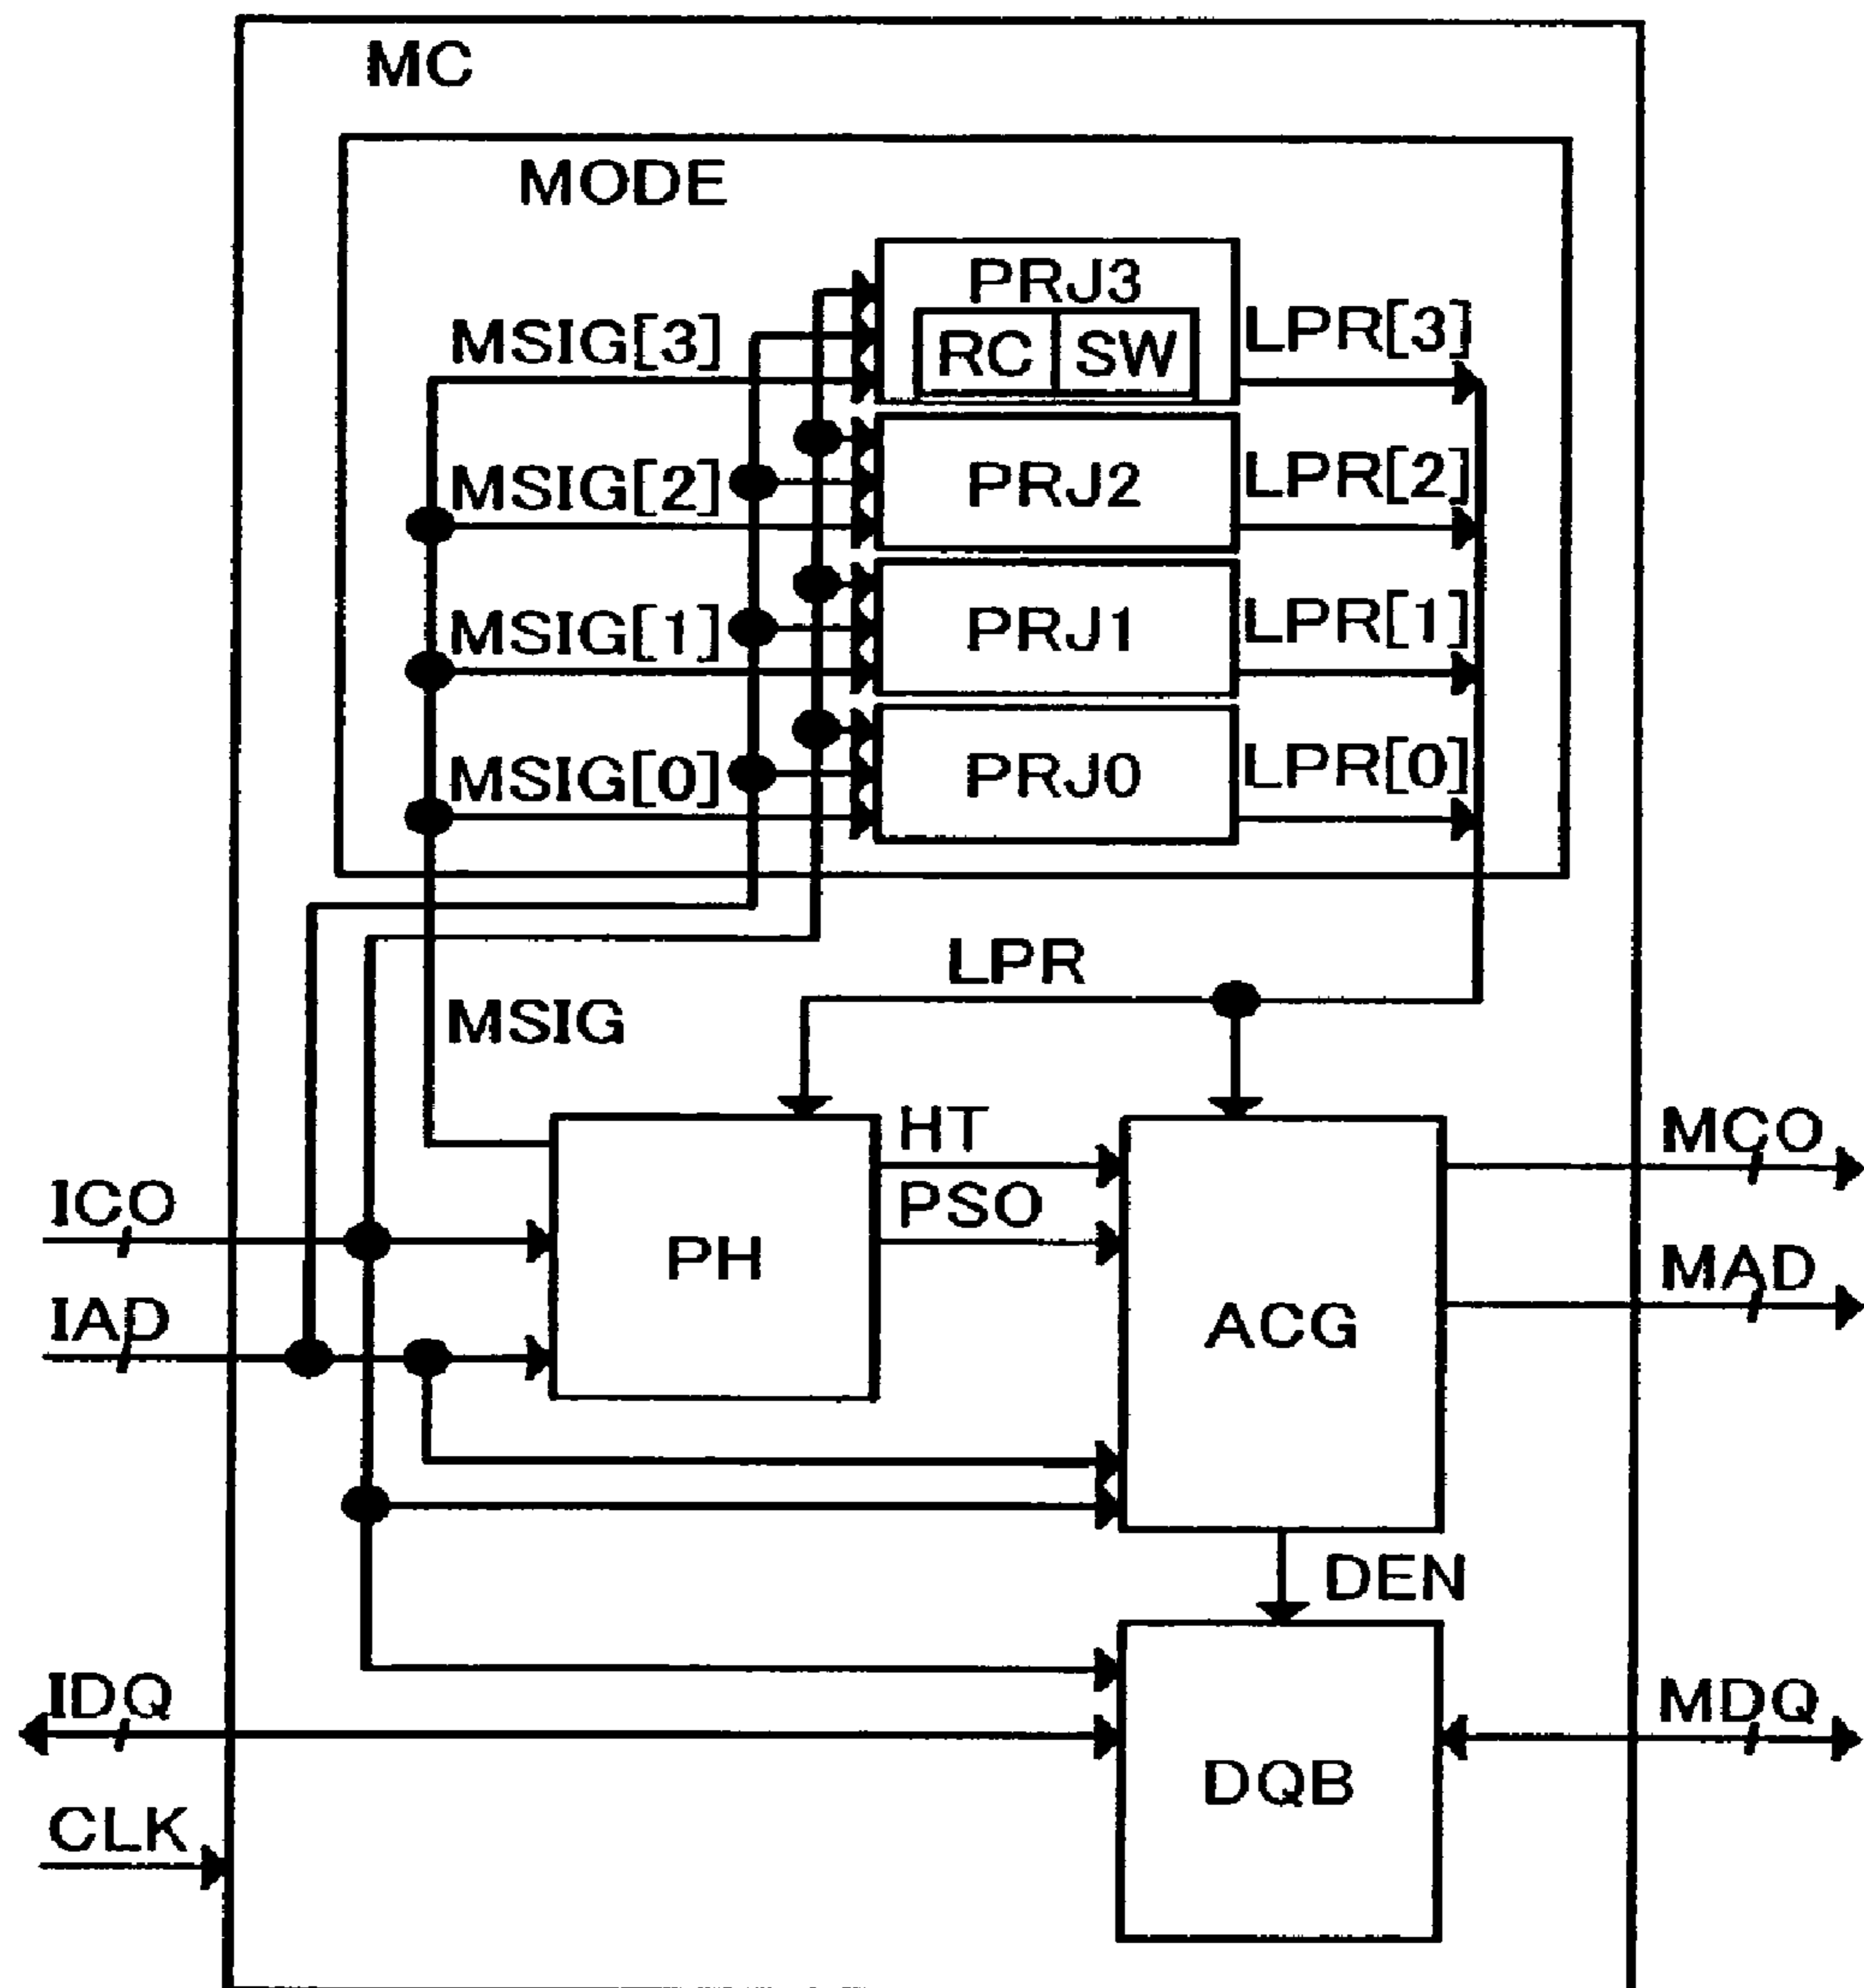 MC
MODE
PRJ3
MSIG[3]
RC SW
LPR[3]
MSIG[2]
PRJ2
LPR[2]
MSIG[1]
PRJ1
LPR[1]
MSIG[0]
PRJ0
LPR[0]
LPR
MSIG
HT
MCO
ICO
PSO
PH
MAD
IAD
ACG
DEN
IDQ
MDQ
DQB
CLK